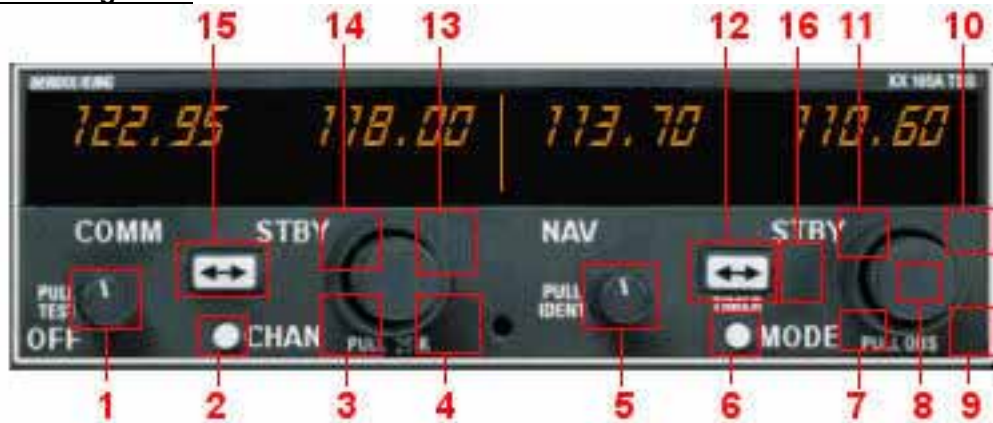 15 14 13 12 16 11 10
122.95 118.00 113.70 110.60
COMM STBY NAV STBY
PULL TEST PULL IDENT
OFF CHAN MODE PULL OBS
1 2 3 4 5 6 7 8 9